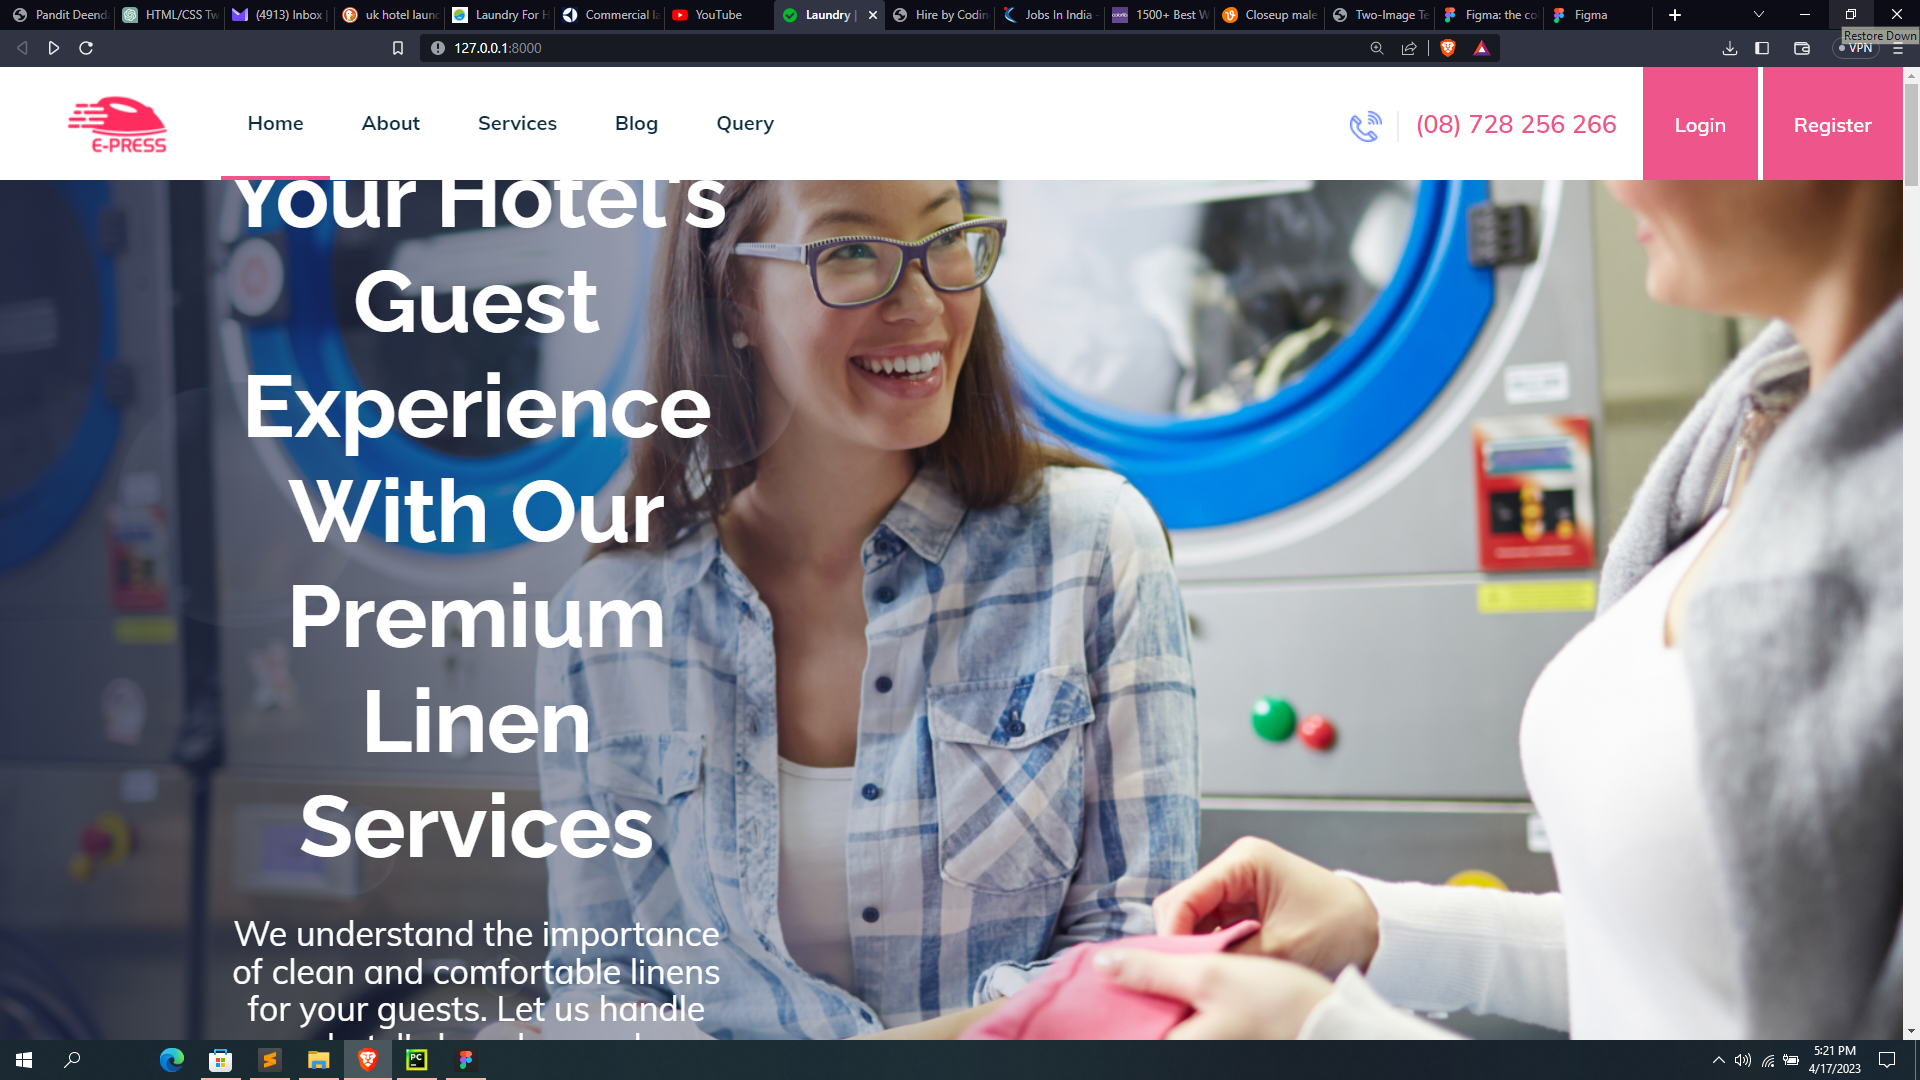 Pandit Deend
HTML/CSS Tw
(4913) Inbox |
uk hotel laun
Laundry For H
Commercial la
YouTube
Laundry |
Hire by Codin
Jobs In India -
1500+ Best W
Closeup male
Two-Image Te
Figma: the co
Figma
Restore Down
127.0.0.1:8000
VPN
E-PRESS
Home
About
Services
Blog
Query
(08) 728 256 266
Login
Register
Your Hotel's
Guest
Experience
With Our
Premium
Linen
Services
We understand the importance
of clean and comfortable linens
for your guests. Let us handle
PC
5:21 PM
4/17/2023